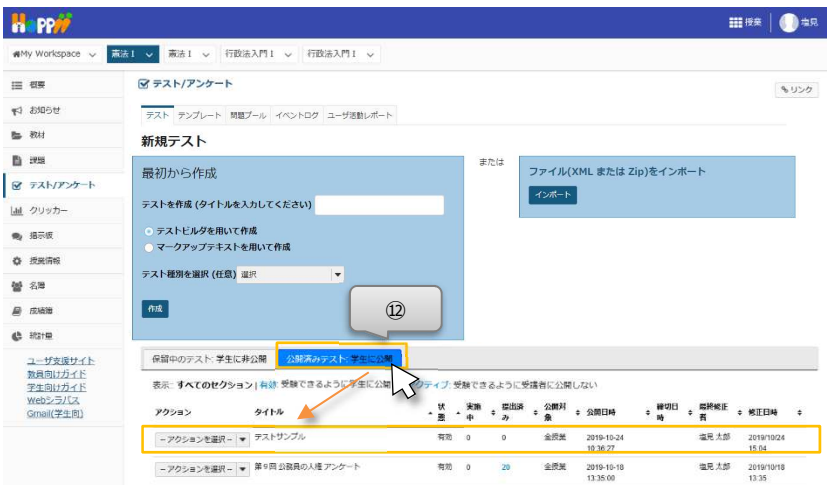 HoPPii
授業
塩見
My Workspace
憲法 I
憲法 I
行政法入門 I
行政法入門 I
概要
お知らせ
教材
課題
テスト/アンケート
クリッカー
掲示板
授業情報
名簿
成績簿
統計量
ユーザ支援サイト
教員向けガイド
学生向けガイド
Webシラバス
Gmail(学生向)
テスト/アンケート
リンク
テスト テンプレート 問題プール イベントログ ユーザ活動レポート
新規テスト
最初から作成
テストを作成 (タイトルを入力してください)
テストビルダを用いて作成
マークアップテキストを用いて作成
テスト種別を選択 (任意) 選択
作成
または
ファイル(XML または Zip)をインポート
インポート
⑫
保留中のテスト: 学生に非公開 公開済みテスト: 学生に公開
表示: すべてのセクション | 有効: 受験できるように学生に公開 クティブ: 受験できるように受講者に公開しない
アクション タイトル 状態 実施中 提出済み 公開対象 公開日時 締切日時 最終修正者 修正日時
-アクションを選択- テストサンプル 有効 0 0 全授業 2019-10-24 10:36:27 塩見 太郎 2019/10/24 15:04
-アクションを選択- 第9回 公務員の人権 アンケート 有効 0 20 全授業 2019-10-18 13:35:00 塩見 太郎 2019/10/18 13:35